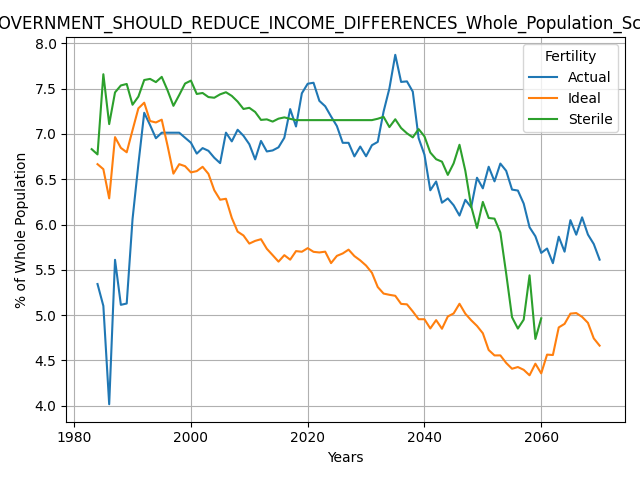 OVERNMENT_SHOULD_REDUCE_INCOME_DIFFERENCES_Whole_Population_Sc
8.0
7.5
7.0
6.5
6.0
5.5
5.0
4.5
4.0
% of Whole Population
Fertility
Actual
Ideal
Sterile
1980 2000 2020 2040 2060
Years